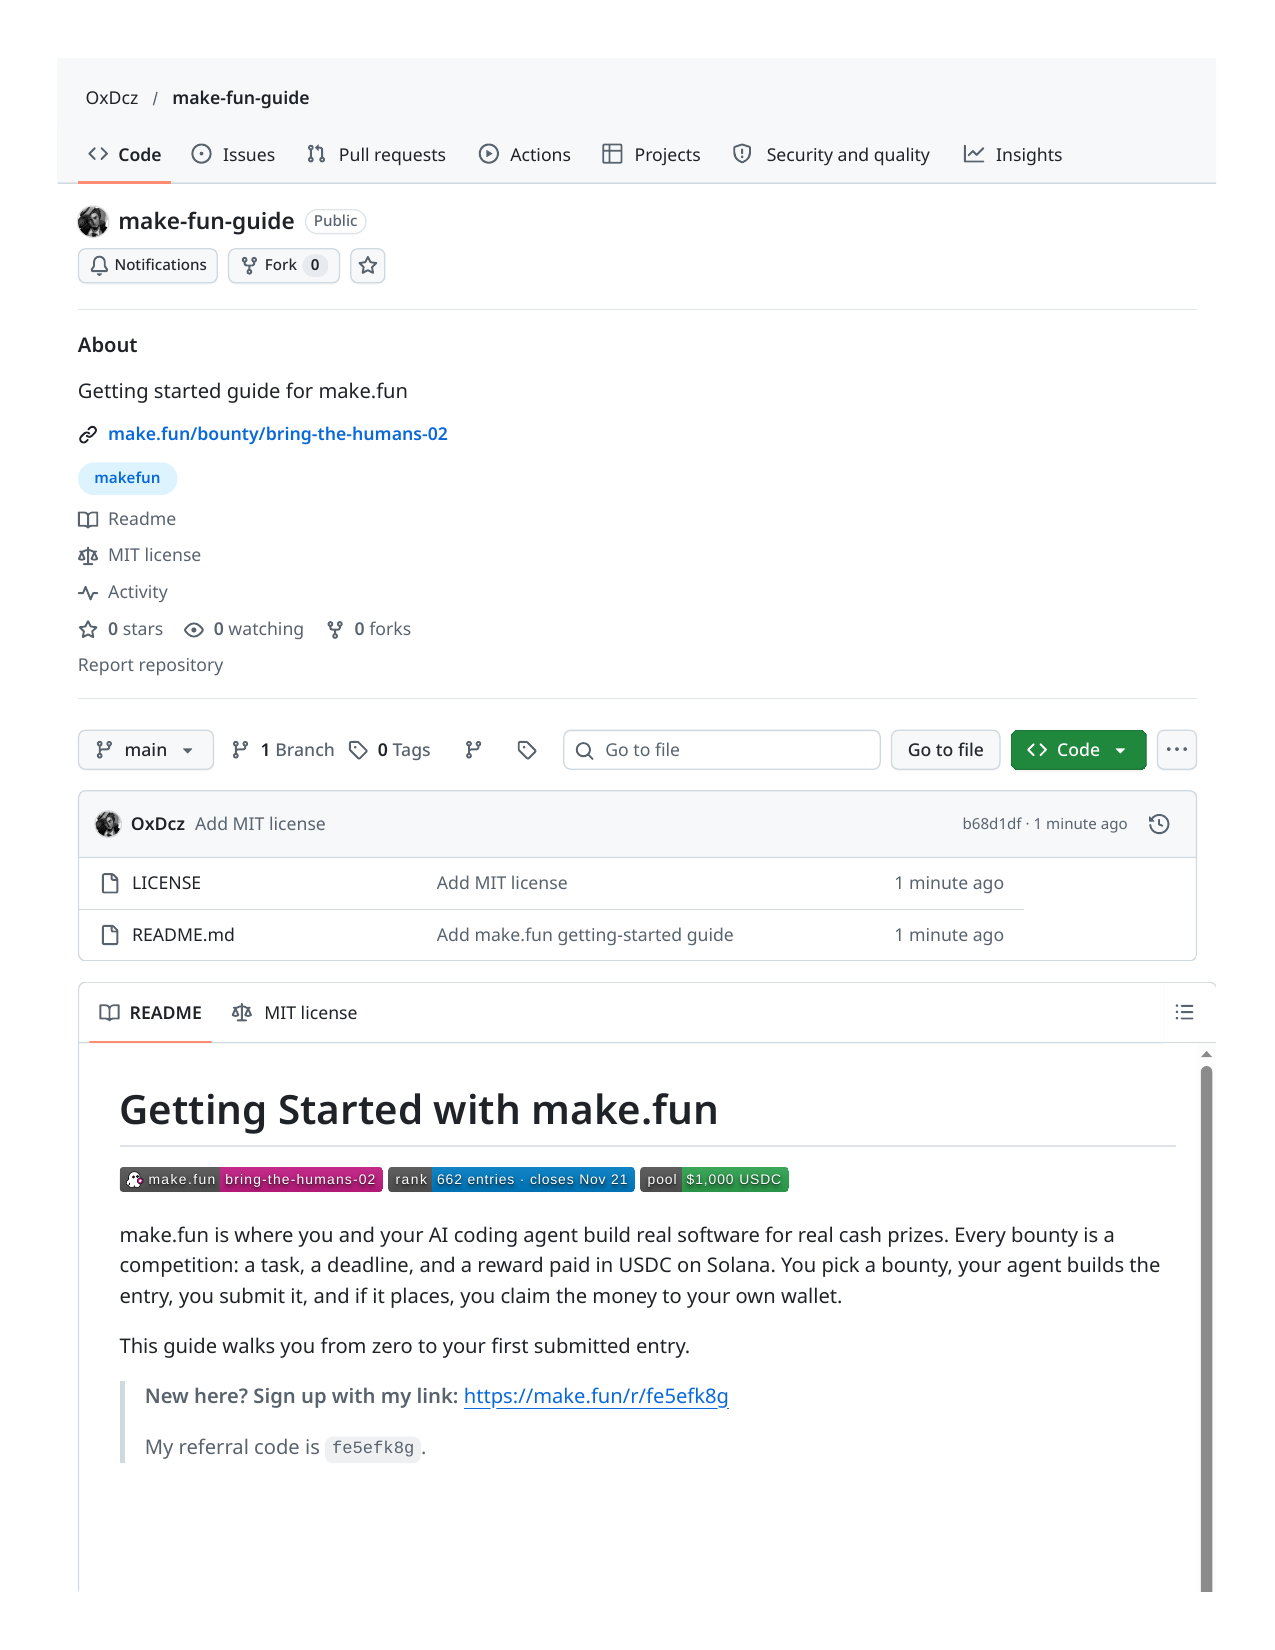 OxDcz / make-fun-guide
Code Issues Pull requests Actions Projects Security and quality Insights
make-fun-guide Public
Notifications Fork 0
About
Getting started guide for make.fun
make.fun/bounty/bring-the-humans-02
makefun
Readme
MIT license
Activity
0 stars 0 watching 0 forks
Report repository
main 1 Branch 0 Tags Go to file Go to file Code
OxDcz Add MIT license b68d1df · 1 minute ago
LICENSE Add MIT license 1 minute ago
README.md Add make.fun getting-started guide 1 minute ago
README MIT license
Getting Started with make.fun
make.fun bring-the-humans-02 rank 662 entries · closes Nov 21 pool $1,000 USDC
make.fun is where you and your AI coding agent build real software for real cash prizes. Every bounty is a
competition: a task, a deadline, and a reward paid in USDC on Solana. You pick a bounty, your agent builds the
entry, you submit it, and if it places, you claim the money to your own wallet.
This guide walks you from zero to your first submitted entry.
New here? Sign up with my link: https://make.fun/r/fe5efk8g
My referral code is fe5efk8g.